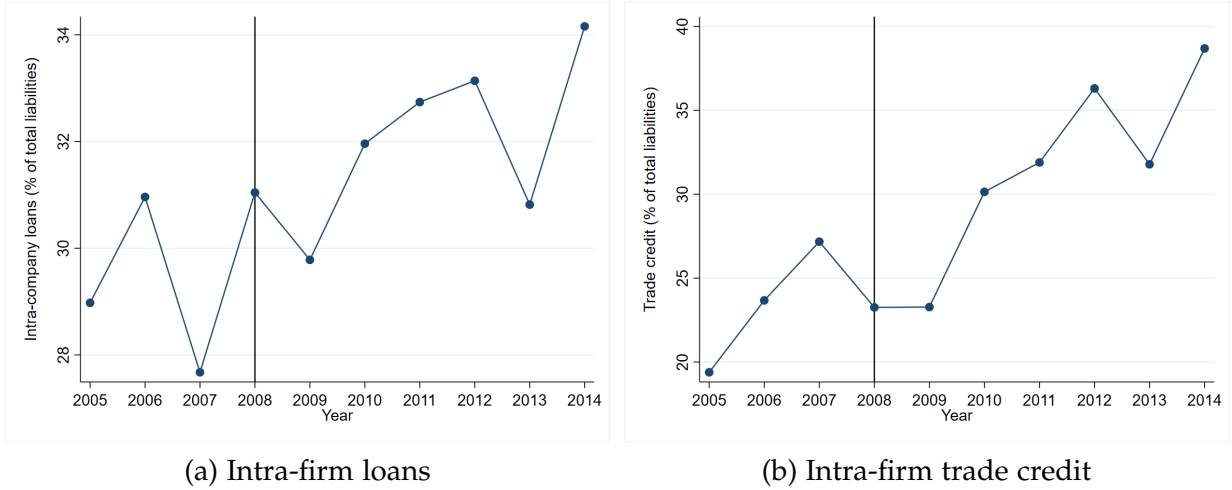 Intra-company loans (% of total liabilities)
34
32
30
28
2005 2006 2007 2008 2009 2010 2011 2012 2013 2014
Year
(a) Intra-firm loans
Trade credit (% of total liabilities)
40
35
30
25
20
2005 2006 2007 2008 2009 2010 2011 2012 2013 2014
Year
(b) Intra-firm trade credit